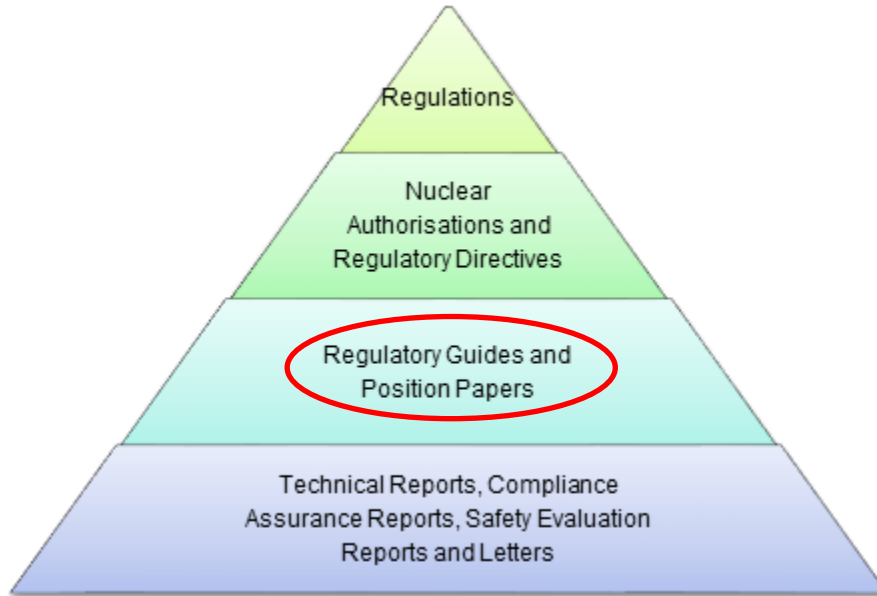 Regulations
Nuclear
Authorisations and
Regulatory Directives
Regulatory Guides and
Position Papers
Technical Reports, Compliance
Assurance Reports, Safety Evaluation
Reports and Letters